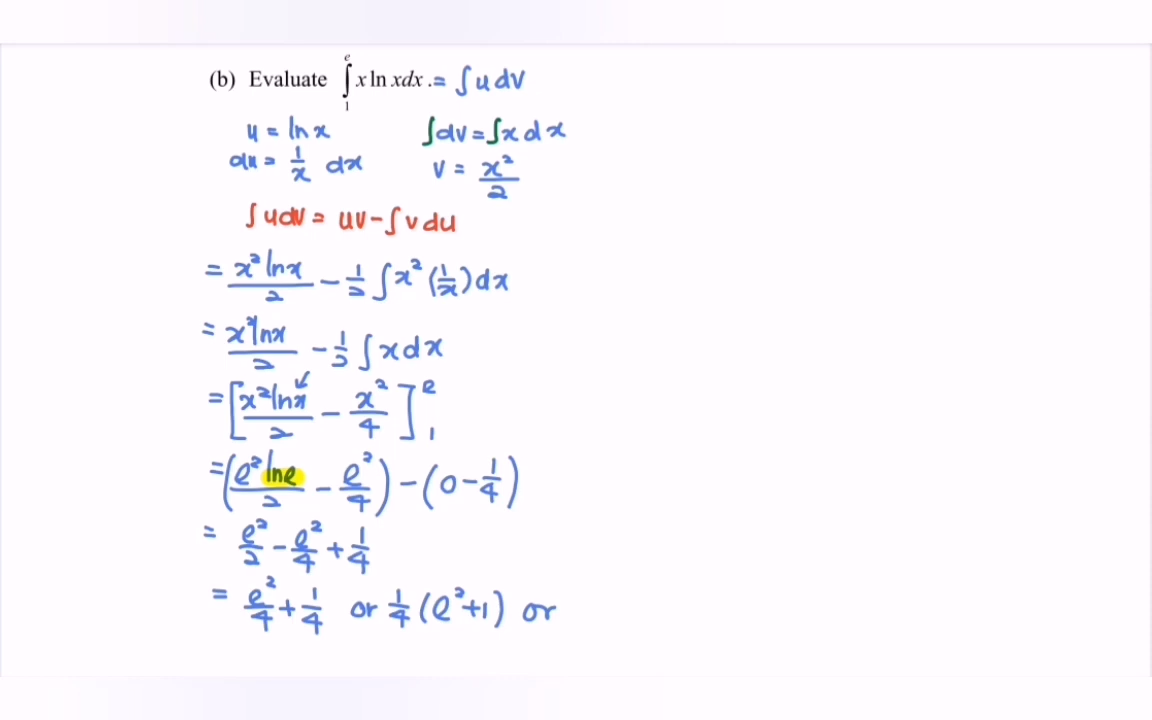 (b) Evaluate ∫₁ᵉ x ln x dx. = ∫u dv
u = ln x    ∫dv = ∫x dx
du = 1/x dx    v = x²/2
∫u dv = uv - ∫v du
= x² ln x / 2 - 1/2 ∫x² (1/x) dx
= x² ln x / 2 - 1/2 ∫x dx
= [x² ln x / 2 - x²/4]₁ᵉ
= (e² ln e / 2 - e²/4) - (0 - 1/4)
= e²/2 - e²/4 + 1/4
= e²/4 + 1/4 or 1/4 (e² + 1) or